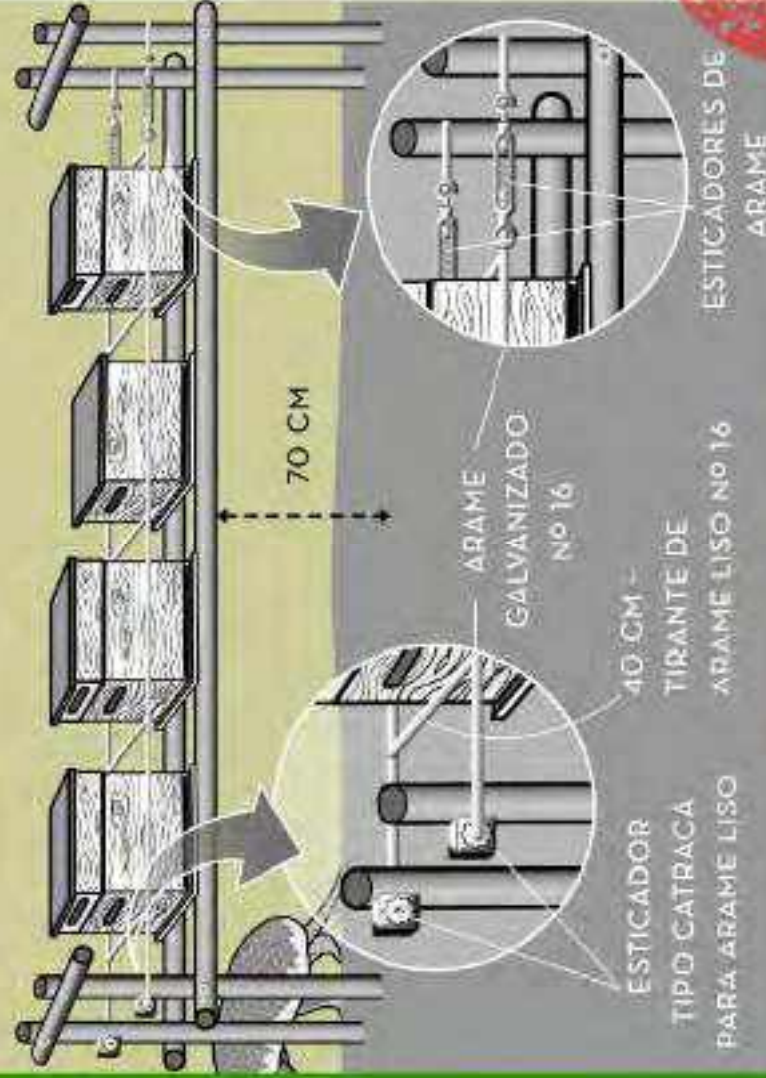 70 CM
ESTICADORES DE
ARAME
ARAME
GALVANIZADO
Nº 16
40 CM -
TIRANTE DE
ARAME LISO Nº 16
ESTICADOR
TIPO CATRACA
PARA ARAME LISO